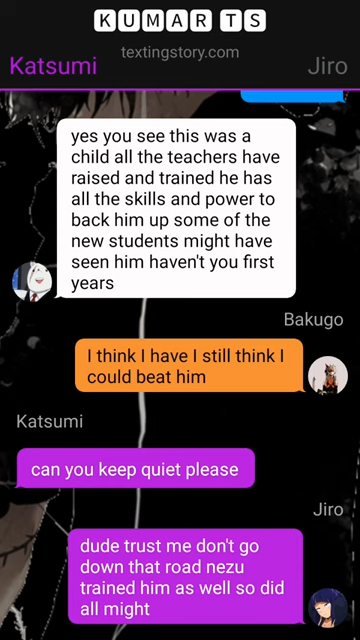 KUMAR TS
textingstory.com
Katsumi
Jiro
yes you see this was a
child all the teachers have
raised and trained he has
all the skills and power to
back him up some of the
new students might have
seen him haven't you first
years
Bakugo
I think I have I still think I
could beat him
Katsumi
can you keep quiet please
Jiro
dude trust me don't go
down that road nezu
trained him as well so did
all might